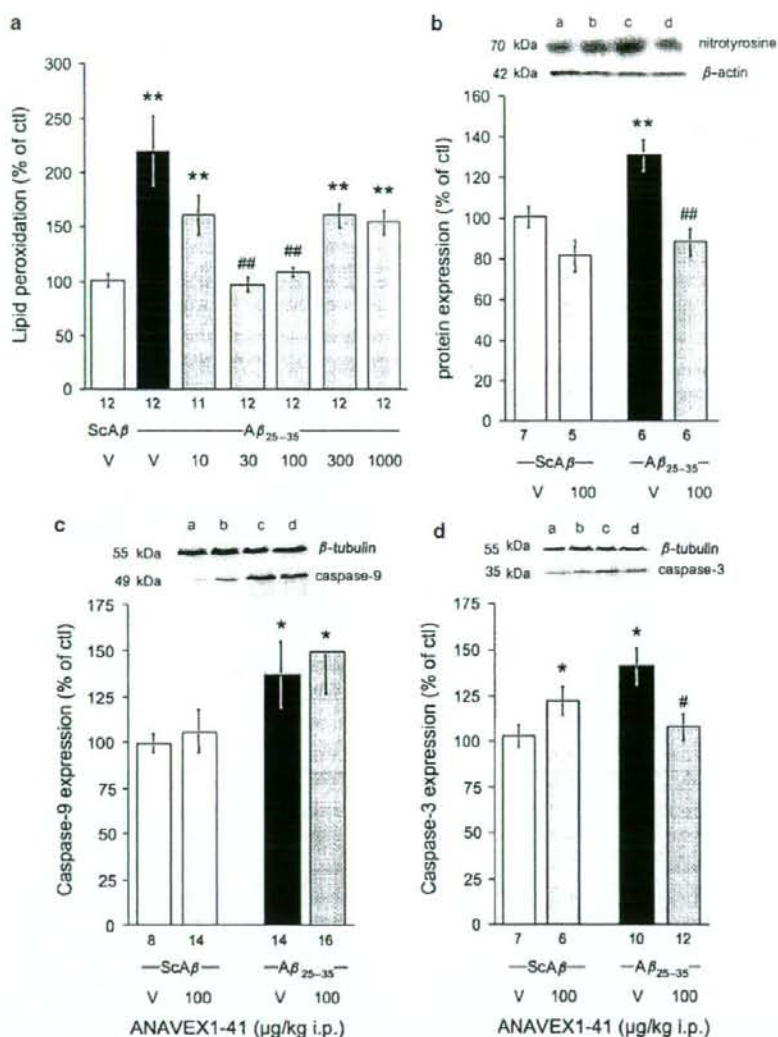 a
Lipid peroxidation (% of ctl)
300
250
200
150
100
50
0
**
**
##
##
**
**
12 12 11 12 12 12 12
ScAβ Aβ25–35
V V 10 30 100 300 1000
b
a b c d
70 kDa nitrotyrosine
42 kDa β-actin
protein expression (% of ctl)
160
140
120
100
80
60
40
20
0
**
##
7 5 6 6
ScAβ Aβ25–35
V 100 V 100
c
a b c d
55 kDa β-tubulin
49 kDa caspase-9
Caspase-9 expression (% of ctl)
175
150
125
100
75
50
25
0
*
*
8 14 14 16
ScAβ Aβ25–35
V 100 V 100
ANAVEX1-41 (µg/kg i.p.)
d
a b c d
55 kDa β-tubulin
35 kDa caspase-3
Caspase-3 expression (% of ctl)
175
150
125
100
75
50
25
0
*
*
#
7 6 10 12
ScAβ Aβ25–35
V 100 V 100
ANAVEX1-41 (µg/kg i.p.)